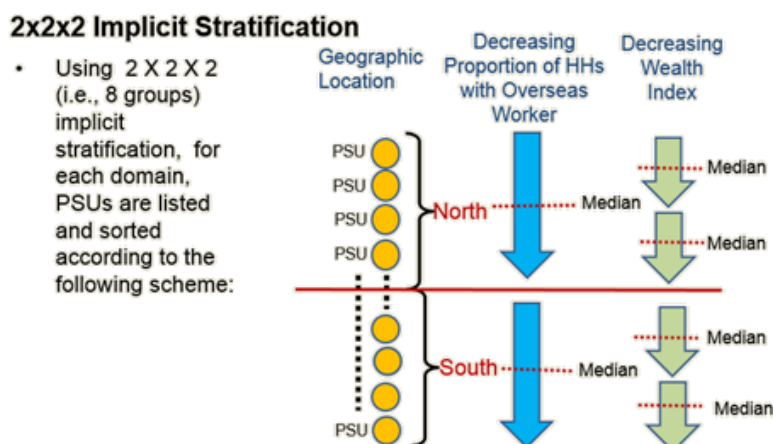 2x2x2 Implicit Stratification
• Using 2 X 2 X 2
(i.e., 8 groups)
implicit
stratification, for
each domain,
PSUs are listed
and sorted
according to the
following scheme:
Geographic
Location
Decreasing
Proportion of HHs
with Overseas
Worker
Decreasing
Wealth
Index
PSU
PSU
PSU
PSU
North
Median
Median
Median
South
PSU
Median
Median
Median